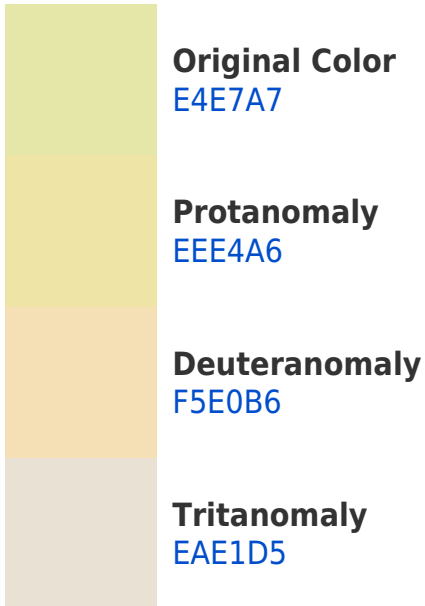 Original Color
E4E7A7
Protanomaly
EEE4A6
Deuteranomaly
F5E0B6
Tritanomaly
EAE1D5